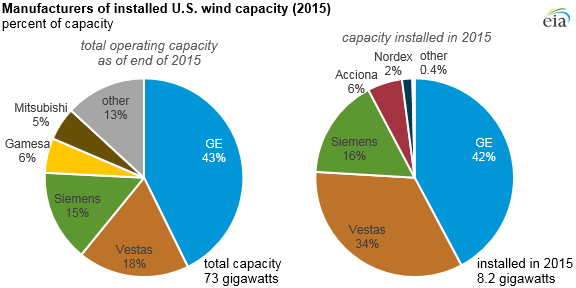 Manufacturers of installed U.S. wind capacity (2015)
percent of capacity
eia
total operating capacity
as of end of 2015
other
13%
Mitsubishi
5%
Gamesa
6%
Siemens
15%
Vestas
18%
GE
43%
total capacity
73 gigawatts
capacity installed in 2015
other
0.4%
Nordex
2%
Acciona
6%
Siemens
16%
Vestas
34%
GE
42%
installed in 2015
8.2 gigawatts